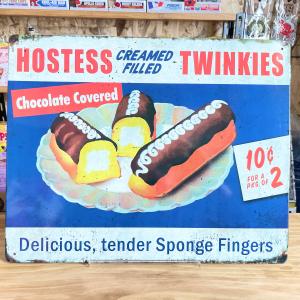 HOSTESS CREAMED FILLED TWINKIES
Chocolate Covered
10¢
FOR A
PKG. OF 2
Delicious, tender Sponge Fingers